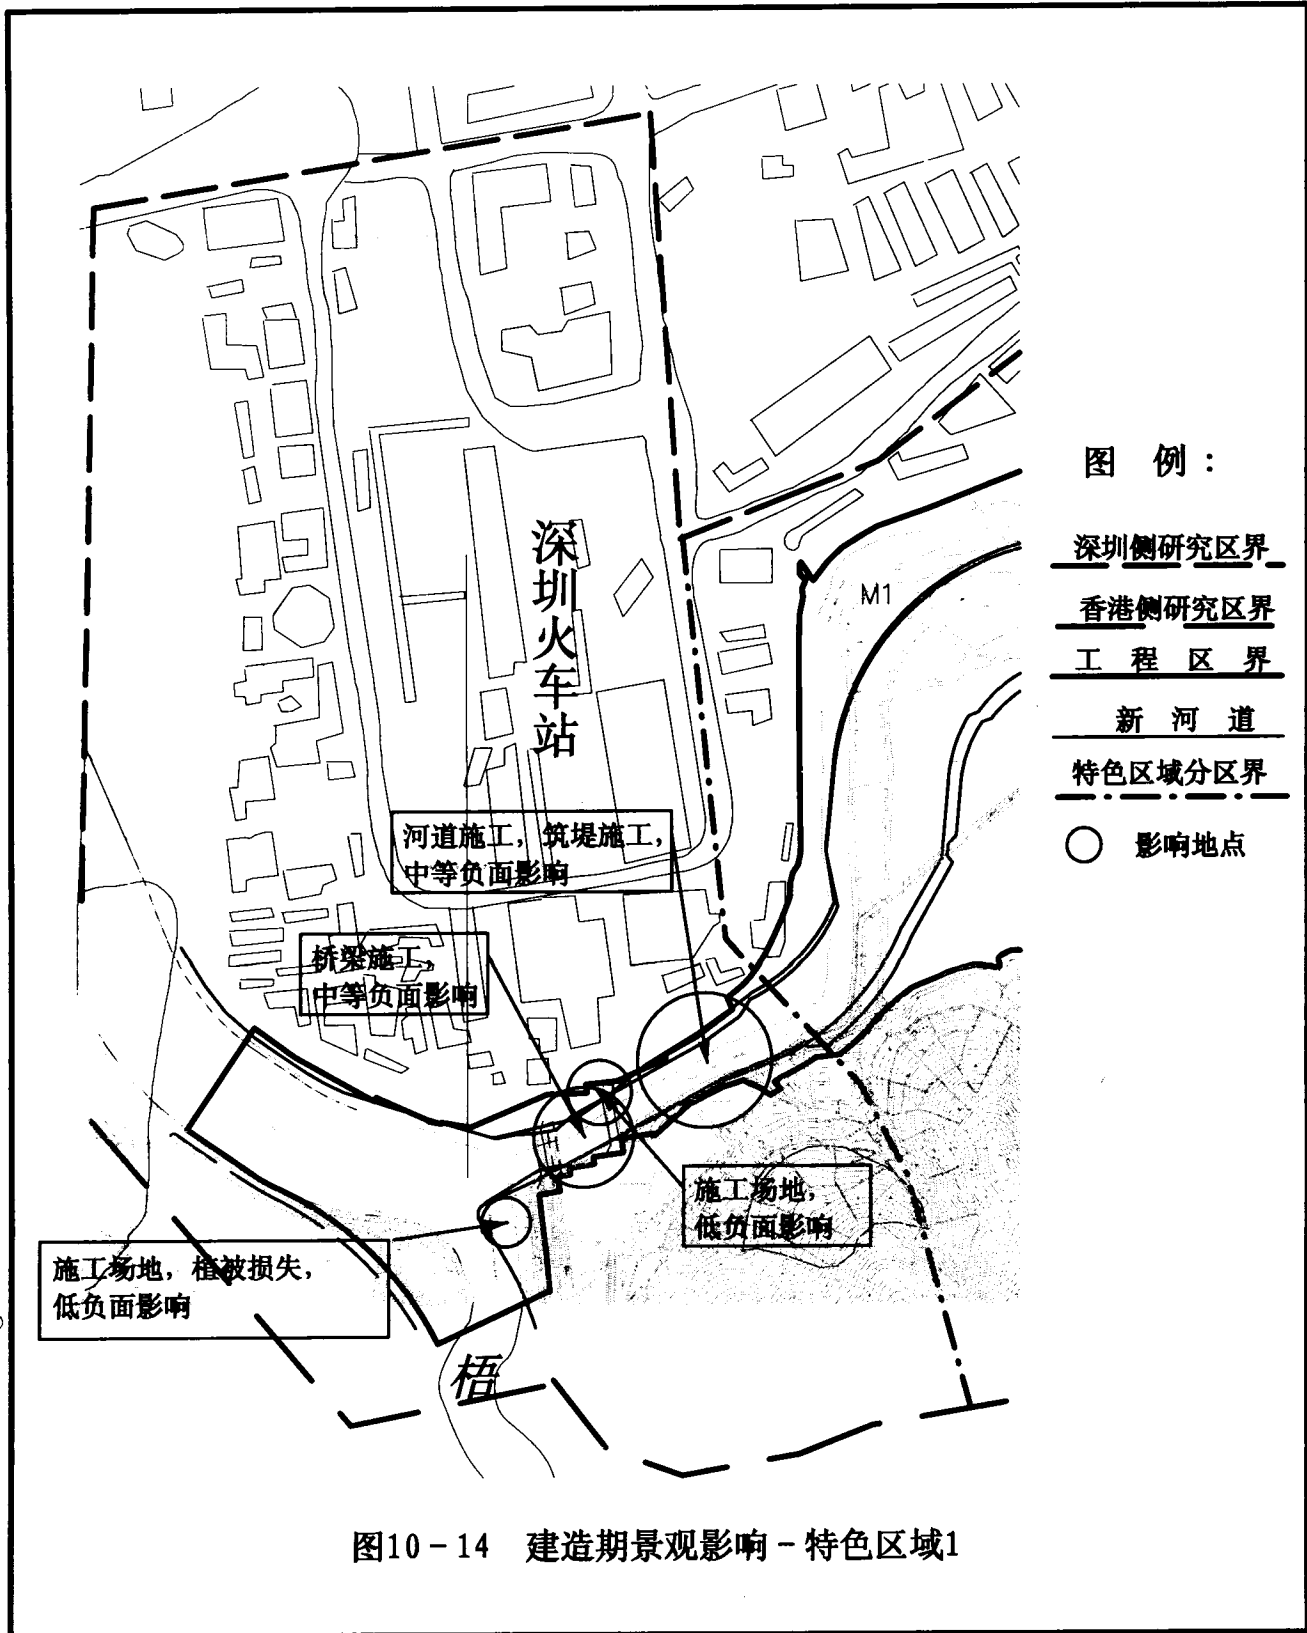 M1
深圳火车站
图 例：
深圳侧研究区界
香港侧研究区界
工 程 区 界
新 河 道
特色区域分区界
影响地点
河道施工，筑堤施工，
中等负面影响
桥梁施工，
中等负面影响
施工场地，
低负面影响
施工场地，植被损失，
低负面影响
梧
图10－14 建造期景观影响－特色区域1